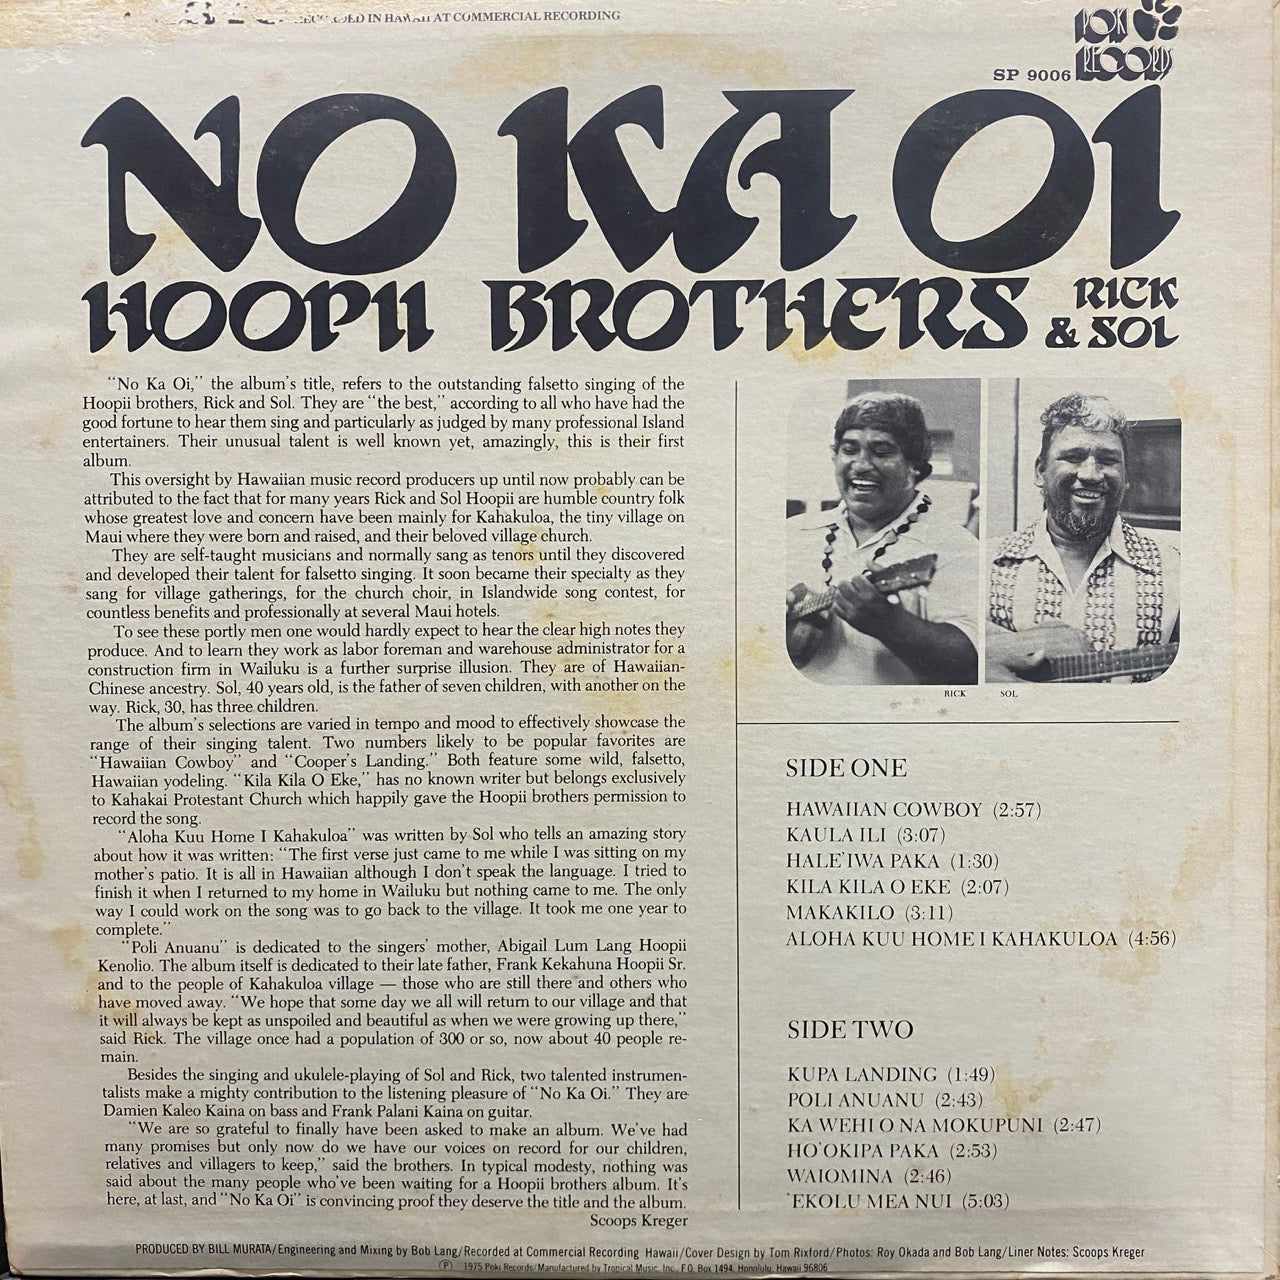 IN HAWAII AT COMMERCIAL RECORDING
POKI
RECORDS
SP 9006
NO KA OI
HOOPII BROTHERS RICK
& SOL
“No Ka Oi,” the album’s title, refers to the outstanding falsetto singing of the
Hoopii brothers, Rick and Sol. They are “the best,” according to all who have had the
good fortune to hear them sing and particularly as judged by many professional Island
entertainers. Their unusual talent is well known yet, amazingly, this is their first
album.
This oversight by Hawaiian music record producers up until now probably can be
attributed to the fact that for many years Rick and Sol Hoopii are humble country folk
whose greatest love and concern have been mainly for Kahakuloa, the tiny village on
Maui where they were born and raised, and their beloved village church.
They are self-taught musicians and normally sang as tenors until they discovered
and developed their talent for falsetto singing. It soon became their specialty as they
sang for village gatherings, for the church choir, in Islandwide song contest, for
countless benefits and professionally at several Maui hotels.
To see these portly men one would hardly expect to hear the clear high notes they
produce. And to learn they work as labor foreman and warehouse administrator for a
construction firm in Wailuku is a further surprise illusion. They are of Hawaiian-
Chinese ancestry. Sol, 40 years old, is the father of seven children, with another on the
way. Rick, 30, has three children.
The album’s selections are varied in tempo and mood to effectively showcase the
range of their singing talent. Two numbers likely to be popular favorites are
“Hawaiian Cowboy” and “Cooper’s Landing.” Both feature some wild, falsetto,
Hawaiian yodeling. “Kila Kila O Eke,” has no known writer but belongs exclusively
to Kahakai Protestant Church which happily gave the Hoopii brothers permission to
record the song.
“Aloha Kuu Home I Kahakuloa” was written by Sol who tells an amazing story
about how it was written: “The first verse just came to me while I was sitting on my
mother’s patio. It is all in Hawaiian although I don’t speak the language. I tried to
finish it when I returned to my home in Wailuku but nothing came to me. The only
way I could work on the song was to go back to the village. It took me one year to
complete.”
“Poli Anuanu” is dedicated to the singers’ mother, Abigail Lum Lang Hoopii
Kenolio. The album itself is dedicated to their late father, Frank Kekahuna Hoopii Sr.
and to the people of Kahakuloa village — those who are still there and others who
have moved away. “We hope that some day we all will return to our village and that
it will always be kept as unspoiled and beautiful as when we were growing up there,”
said Rick. The village once had a population of 300 or so, now about 40 people re-
main.
Besides the singing and ukulele-playing of Sol and Rick, two talented instrumen-
talists make a mighty contribution to the listening pleasure of “No Ka Oi.” They are
Damien Kaleo Kaina on bass and Frank Palani Kaina on guitar.
“We are so grateful to finally have been asked to make an album. We’ve had
many promises but only now do we have our voices on record for our children,
relatives and villagers to keep,” said the brothers. In typical modesty, nothing was
said about the many people who’ve been waiting for a Hoopii brothers album. It’s
here, at last, and “No Ka Oi” is convincing proof they deserve the title and the album.
Scoops Kreger
RICK SOL
SIDE ONE
HAWAIIAN COWBOY (2:57)
KAULA ILI (3:07)
HALE'IWA PAKA (1:30)
KILA KILA O EKE (2:07)
MAKAKILO (3:11)
ALOHA KUU HOME I KAHAKULOA (4:56)
SIDE TWO
KUPA LANDING (1:49)
POLI ANUANU (2:43)
KA WEHI O NA MOKUPUNI (2:47)
HO'OKIPA PAKA (2:53)
WAIOMINA (2:46)
'EKOLU MEA NUI (5:03)
PRODUCED BY BILL MURATA/Engineering and Mixing by Bob Lang/Recorded at Commercial Recording Hawaii/Cover Design by Tom Rixford/Photos: Roy Okada and Bob Lang/Liner Notes: Scoops Kreger
Ⓟ 1975 Poki Records/Manufactured by Tropical Music, Inc., P.O. Box 1494, Honolulu, Hawaii 96806